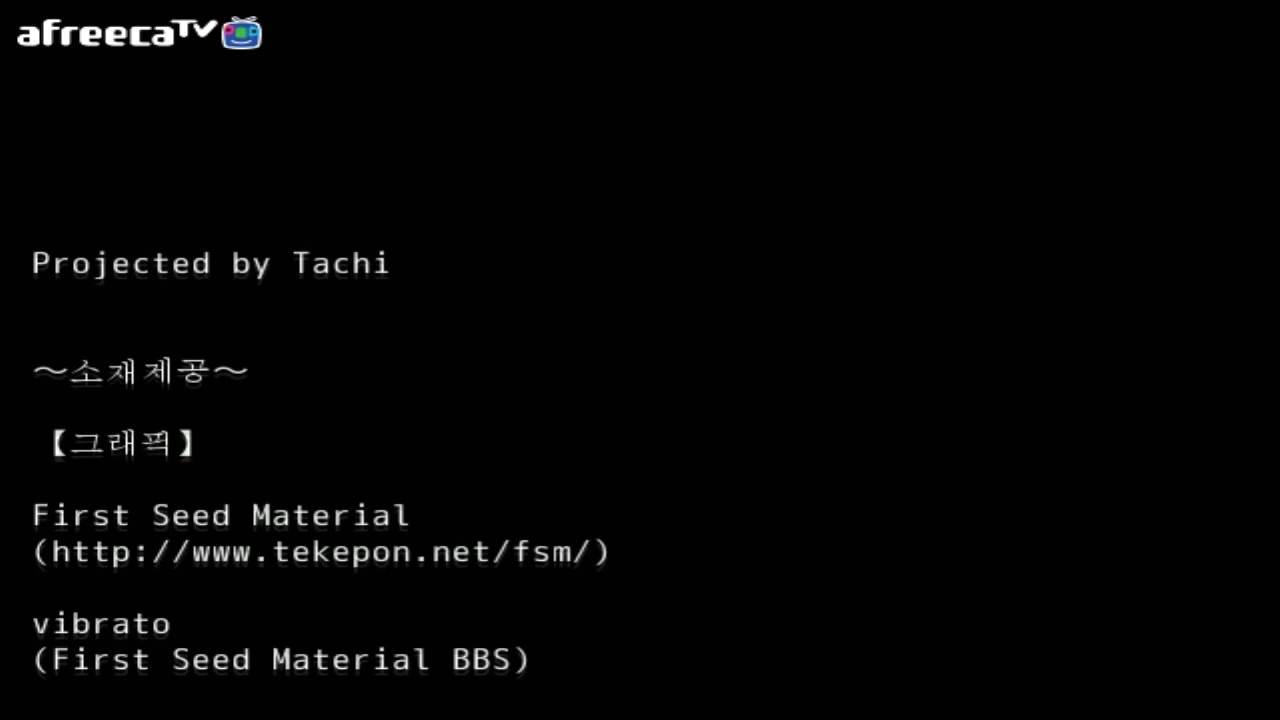 afreecaTV
Projected by Tachi
～소재제공～
【그래픽】
First Seed Material
(http://www.tekepon.net/fsm/)
vibrato
(First Seed Material BBS)